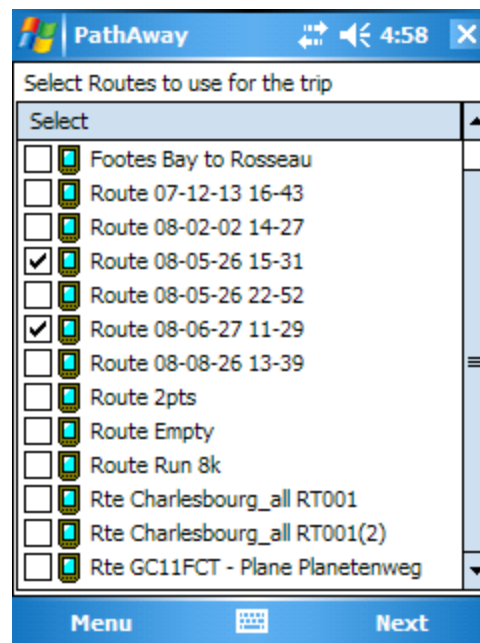 PathAway 4:58
Select Routes to use for the trip
Select
Footes Bay to Rosseau
Route 07-12-13 16-43
Route 08-02-02 14-27
Route 08-05-26 15-31
Route 08-05-26 22-52
Route 08-06-27 11-29
Route 08-08-26 13-39
Route 2pts
Route Empty
Route Run 8k
Rte Charlesbourg_all RT001
Rte Charlesbourg_all RT001(2)
Rte GC11FCT - Plane Planetenweg
Menu Next